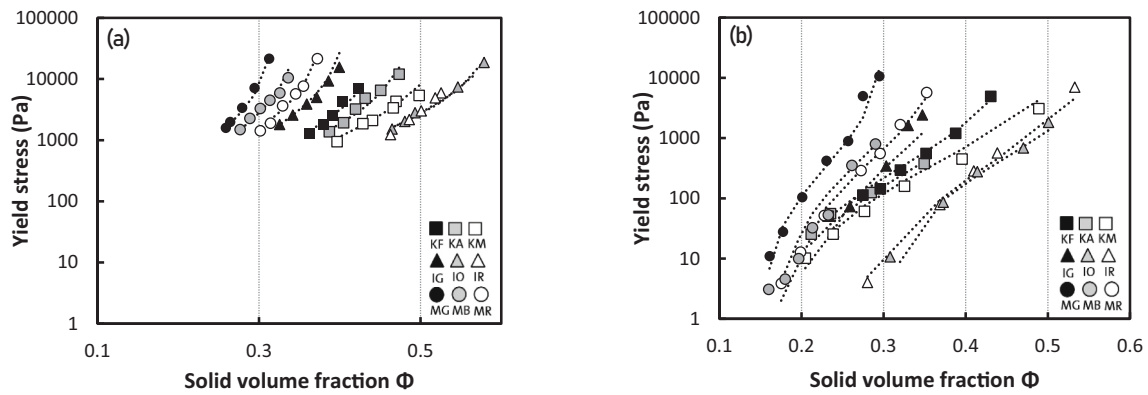 (a)
Yield stress (Pa)
100000
10000
1000
100
10
1
0.1
0.3
0.5
Solid volume fraction Φ
KF KA KM
IG IO IR
MG MB MR
(b)
Yield stress (Pa)
100000
10000
1000
100
10
1
0.1
0.2
0.3
0.4
0.5
0.6
Solid volume fraction Φ
KF KA KM
IG IO IR
MG MB MR